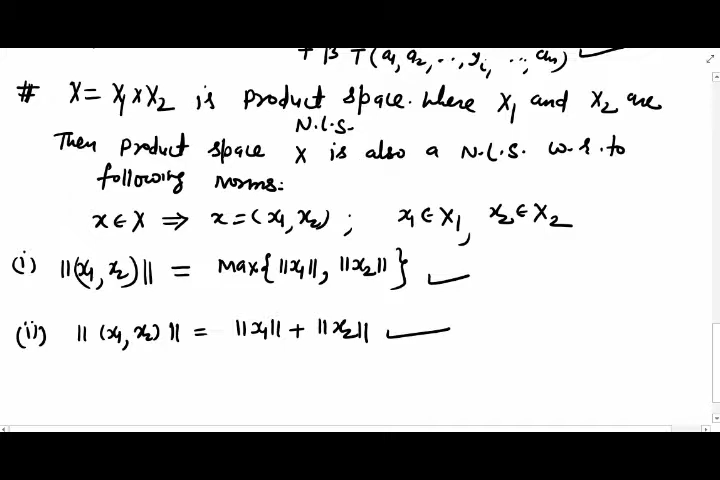 + β T(a₁, a₂, .., yᵢ, ..; aₙ)
# X = X₁ x X₂ is product space. where X₁ and X₂ are
N.L.S.
Then product space X is also a N.L.S. w.r.to
following norms:
x ∈ X ⇒ x = (x₁, x₂) ; x₁ ∈ X₁, x₂ ∈ X₂
(i) ||(x₁, x₂)|| = Max{||x₁||, ||x₂||}
(ii) || (x₁, x₂) || = ||x₁|| + ||x₂||